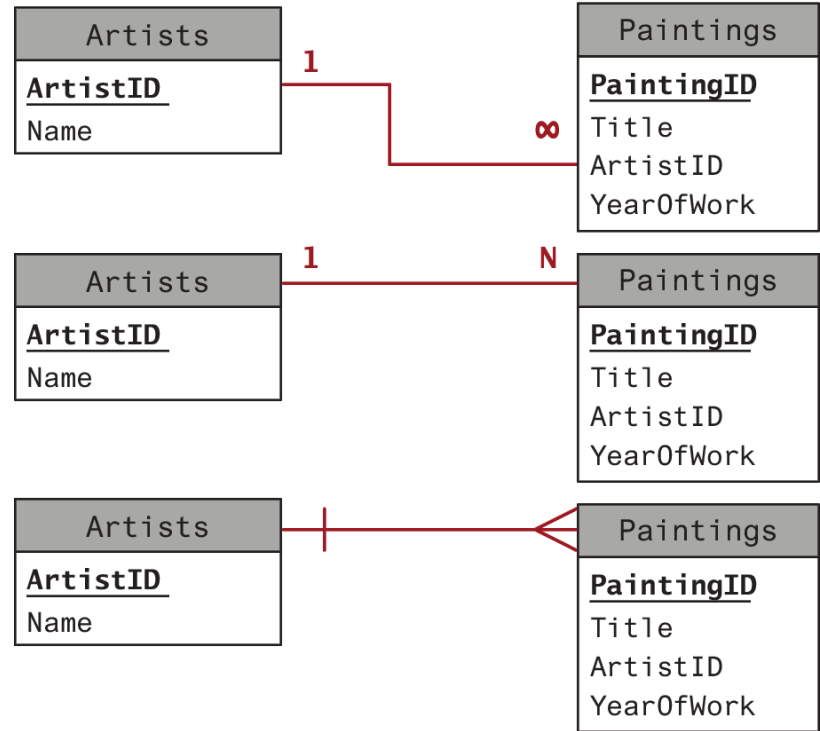 Artists
ArtistID
Name
1
∞
Paintings
PaintingID
Title
ArtistID
YearOfWork
Artists
ArtistID
Name
1
N
Paintings
PaintingID
Title
ArtistID
YearOfWork
Artists
ArtistID
Name
Paintings
PaintingID
Title
ArtistID
YearOfWork